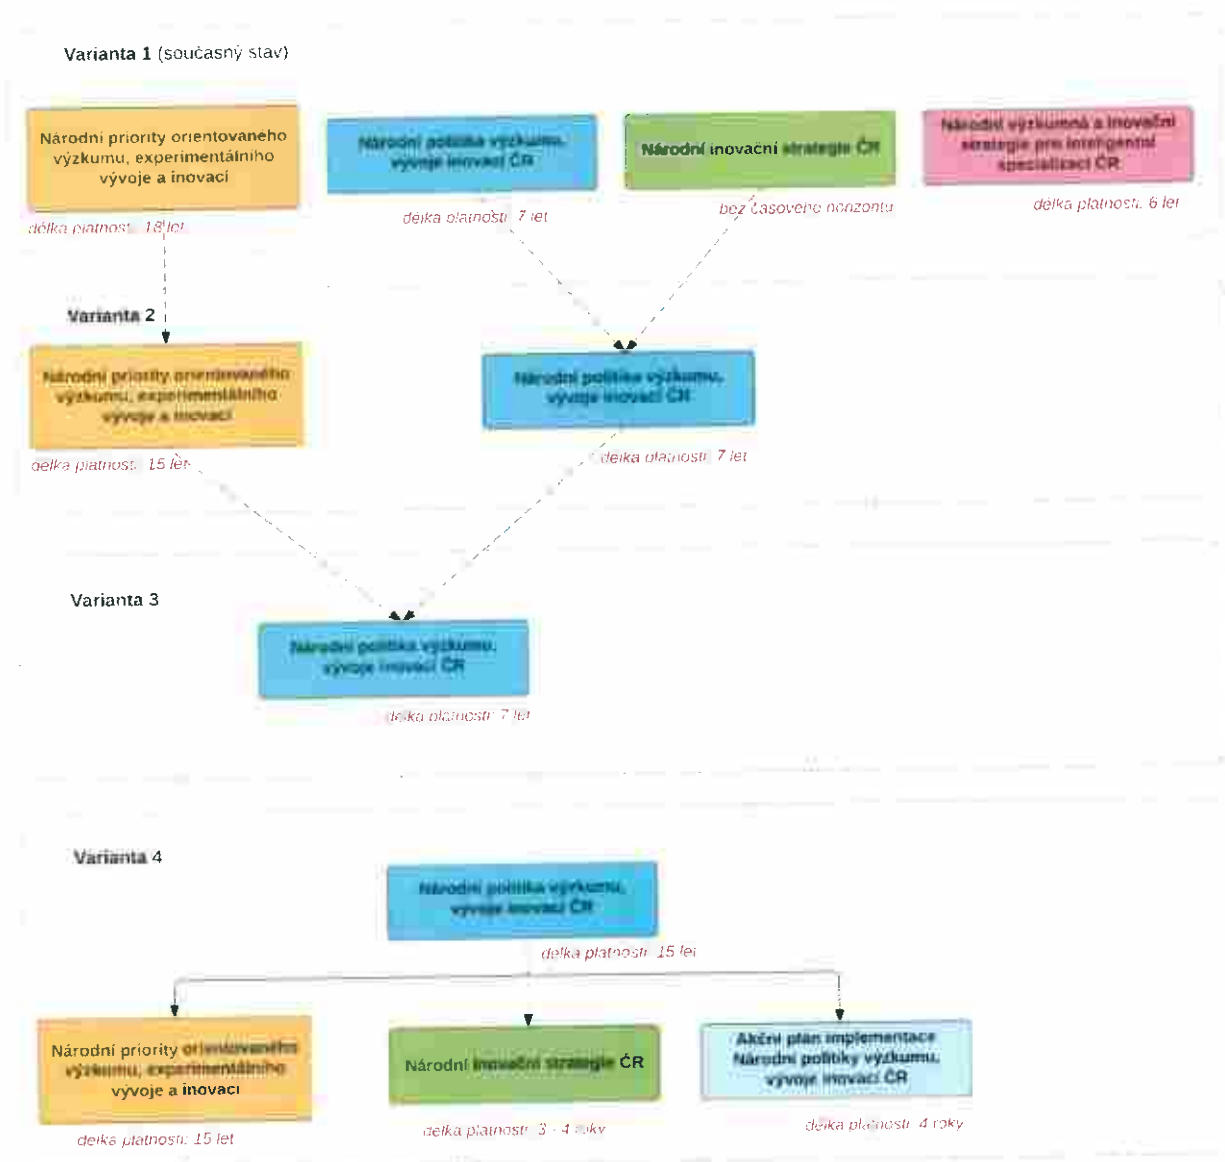 Varianta 1 (současný stav)
Národní priority orientovaného
výzkumu, experimentálního
vývoje a inovací
délka platnosti: 18 let
Národní politika výzkumu,
vývoje inovací ČR
délka platnosti: 7 let
Národní inovační strategie ČR
bez časového horizontu
Národní výzkumná a inovační
strategie pro inteligentní
specializaci ČR
délka platnosti: 6 let
Varianta 2
Národní priority orientovaného
výzkumu, experimentálního
vývoje a inovací
délka platnosti: 15 let
Národní politika výzkumu,
vývoje inovací ČR
délka platnosti: 7 let
Varianta 3
Národní politika výzkumu,
vývoje inovací ČR
délka platnosti: 7 let
Varianta 4
Národní politika výzkumu,
vývoje inovací ČR
délka platnosti: 15 let
Národní priority orientovaného
výzkumu, experimentálního
vývoje a inovací
délka platnosti: 15 let
Národní inovační strategie ČR
délka platnosti: 3 - 4 roky
Akční plán implementace
Národní politiky výzkumu,
vývoje inovací ČR
délka platnosti: 4 roky